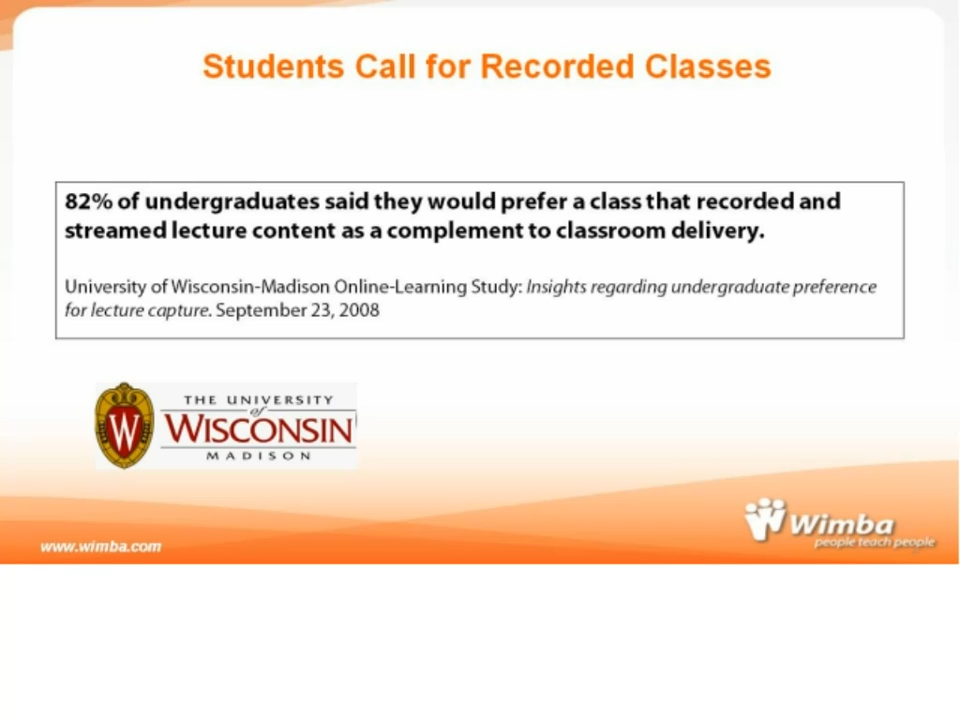 Students Call for Recorded Classes
82% of undergraduates said they would prefer a class that recorded and
streamed lecture content as a complement to classroom delivery.
University of Wisconsin-Madison Online-Learning Study: Insights regarding undergraduate preference
for lecture capture. September 23, 2008
W
THE UNIVERSITY
of
WISCONSIN
MADISON
Wimba
people teach people
www.wimba.com